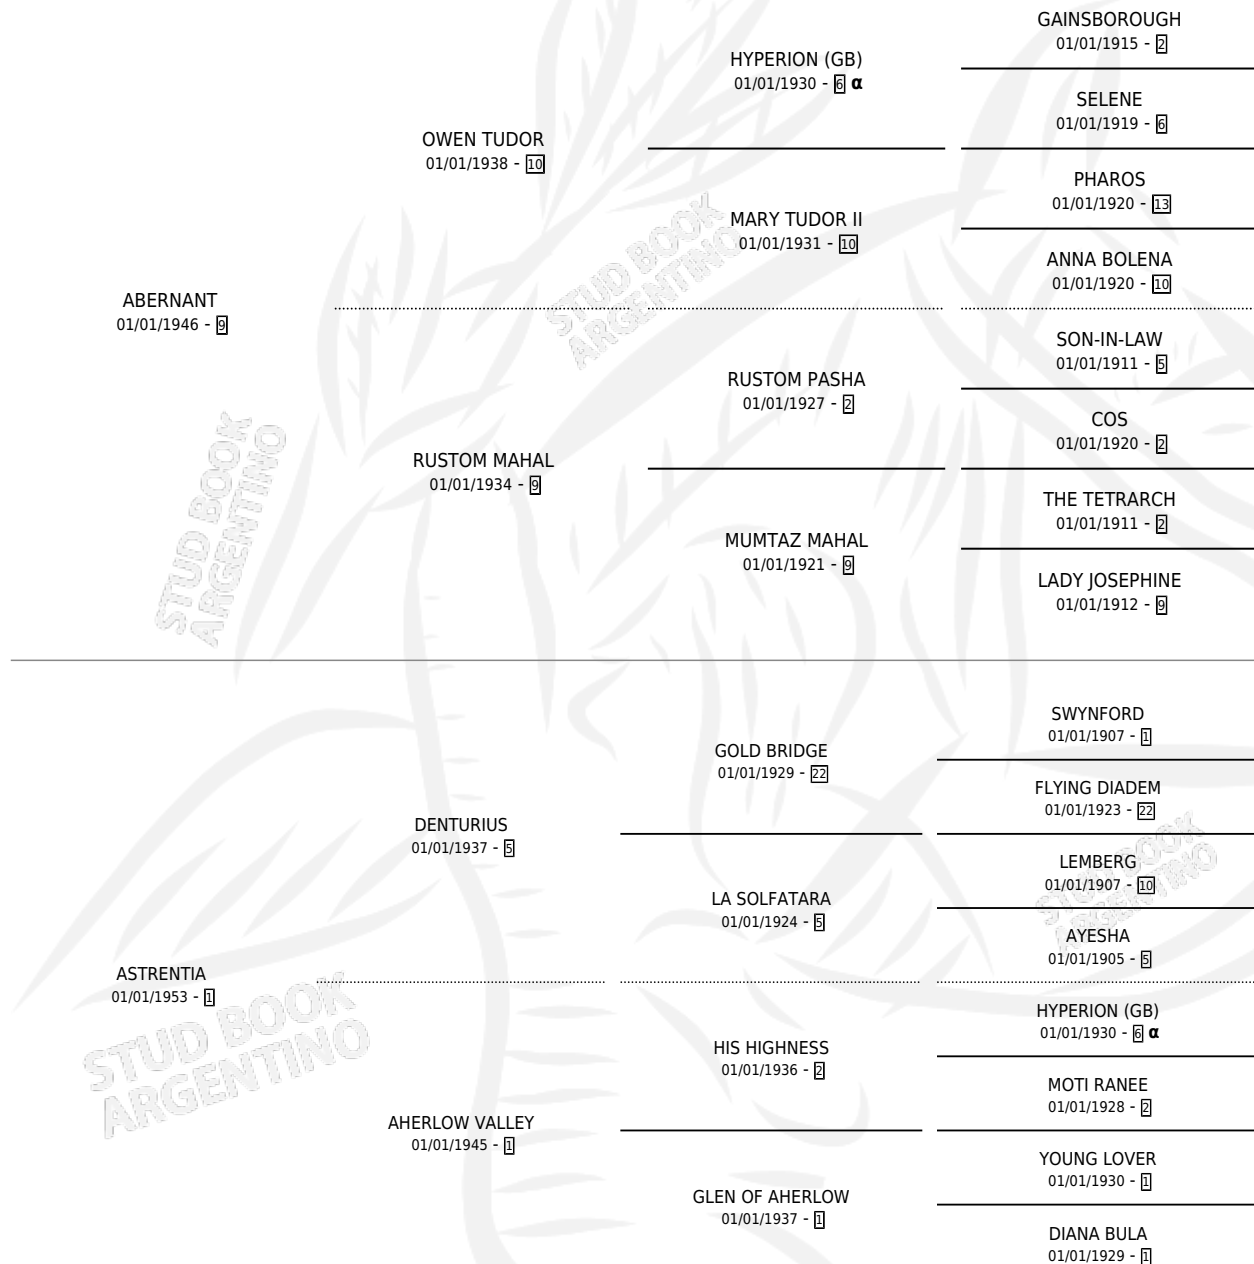 GAINSBOROUGH
01/01/1915 - 2
HYPERION (GB)
01/01/1930 - 6 α
SELENE
01/01/1919 - 6
OWEN TUDOR
01/01/1938 - 10
PHAROS
01/01/1920 - 13
MARY TUDOR II
01/01/1931 - 10
ANNA BOLENA
01/01/1920 - 10
ABERNANT
01/01/1946 - 9
SON-IN-LAW
01/01/1911 - 5
RUSTOM PASHA
01/01/1927 - 2
COS
01/01/1920 - 2
RUSTOM MAHAL
01/01/1934 - 9
THE TETRARCH
01/01/1911 - 2
MUMTAZ MAHAL
01/01/1921 - 9
LADY JOSEPHINE
01/01/1912 - 9
STUD BOOK
ARGENTINO
STUD BOOK
ARGENTINO
SWYNFORD
01/01/1907 - 1
GOLD BRIDGE
01/01/1929 - 22
FLYING DIADEM
01/01/1923 - 22
DENTURIUS
01/01/1937 - 5
LEMBERG
01/01/1907 - 10
LA SOLFATARA
01/01/1924 - 5
AYESHA
01/01/1905 - 5
ASTRENTIA
01/01/1953 - 1
HYPERION (GB)
01/01/1930 - 6 α
HIS HIGHNESS
01/01/1936 - 2
MOTI RANEE
01/01/1928 - 2
AHERLOW VALLEY
01/01/1945 - 1
YOUNG LOVER
01/01/1930 - 1
GLEN OF AHERLOW
01/01/1937 - 1
DIANA BULA
01/01/1929 - 1
STUD BOOK
ARGENTINO
STUD BOOK
ARGENTINO